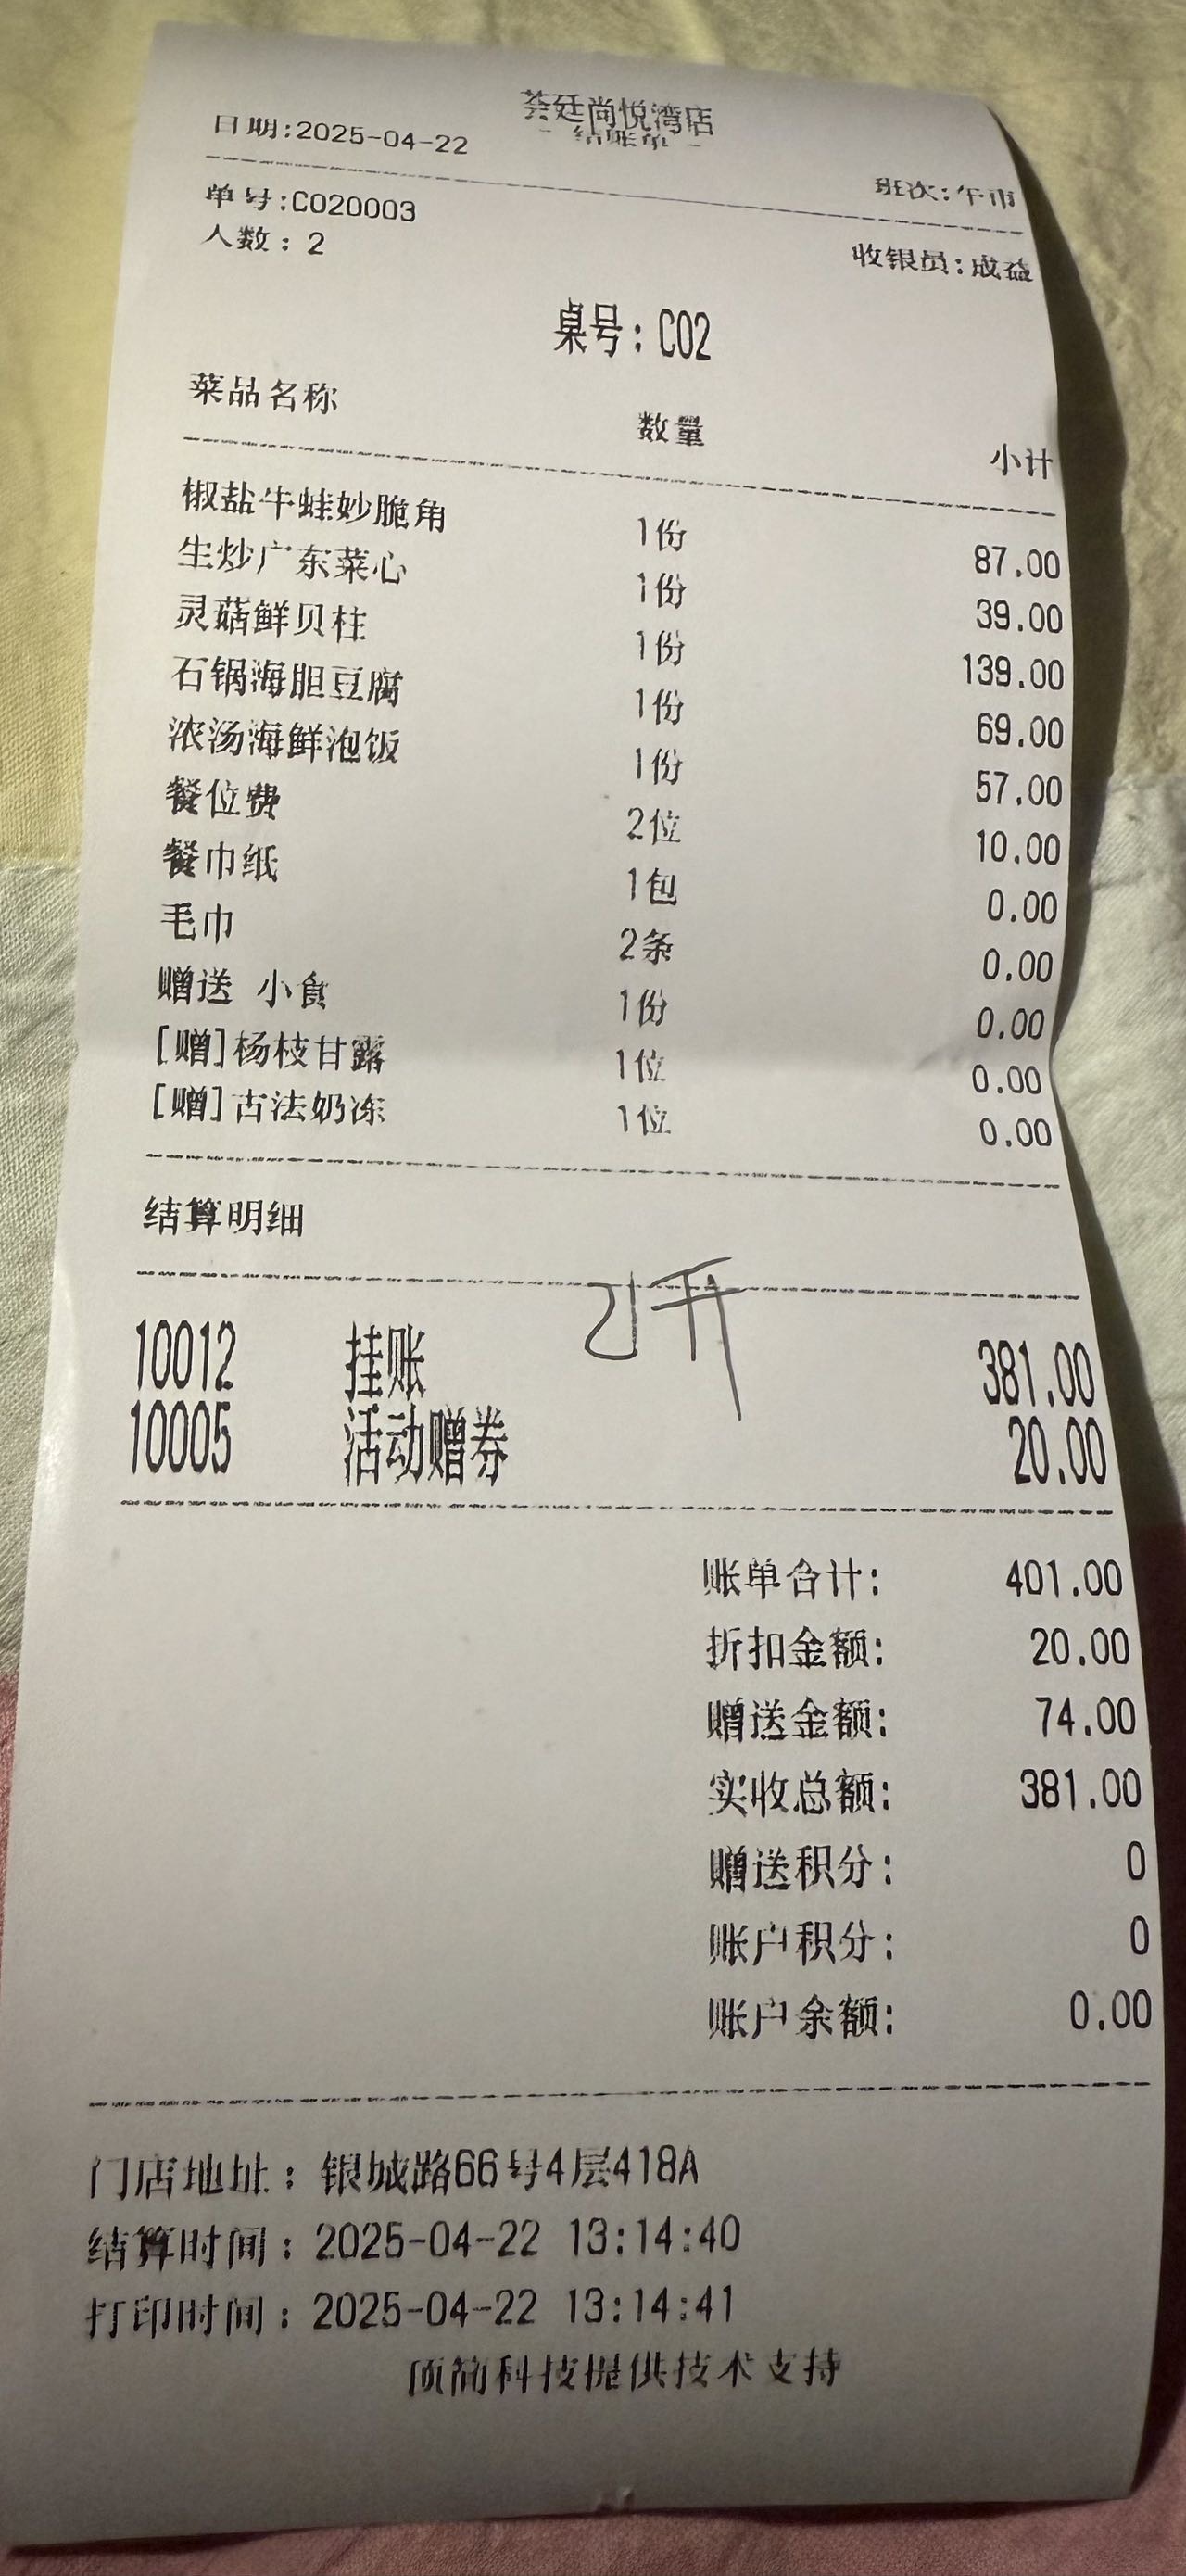 荟廷尚悦湾店
- 结账单 -
日期:2025-04-22
班次:午市
单号:C020003
收银员:成益
人数: 2
桌号: C02
菜品名称 数量 小计
椒盐牛蛙妙脆角 1份 87.00
生炒广东菜心 1份 39.00
灵菇鲜贝柱 1份 139.00
石锅海胆豆腐 1份 69.00
浓汤海鲜泡饭 1份 57.00
餐位费 2位 10.00
餐巾纸 1包 0.00
毛巾 2条 0.00
赠送 小食 1份 0.00
[赠]杨枝甘露 1位 0.00
[赠]古法奶冻 1位 0.00
结算明细
10012 挂账 381.00
10005 活动赠券 20.00
账单合计: 401.00
折扣金额: 20.00
赠送金额: 74.00
实收总额: 381.00
赠送积分: 0
账户积分: 0
账户余额: 0.00
门店地址: 银城路66号4层418A
结算时间: 2025-04-22 13:14:40
打印时间: 2025-04-22 13:14:41
顶简科技提供技术支持